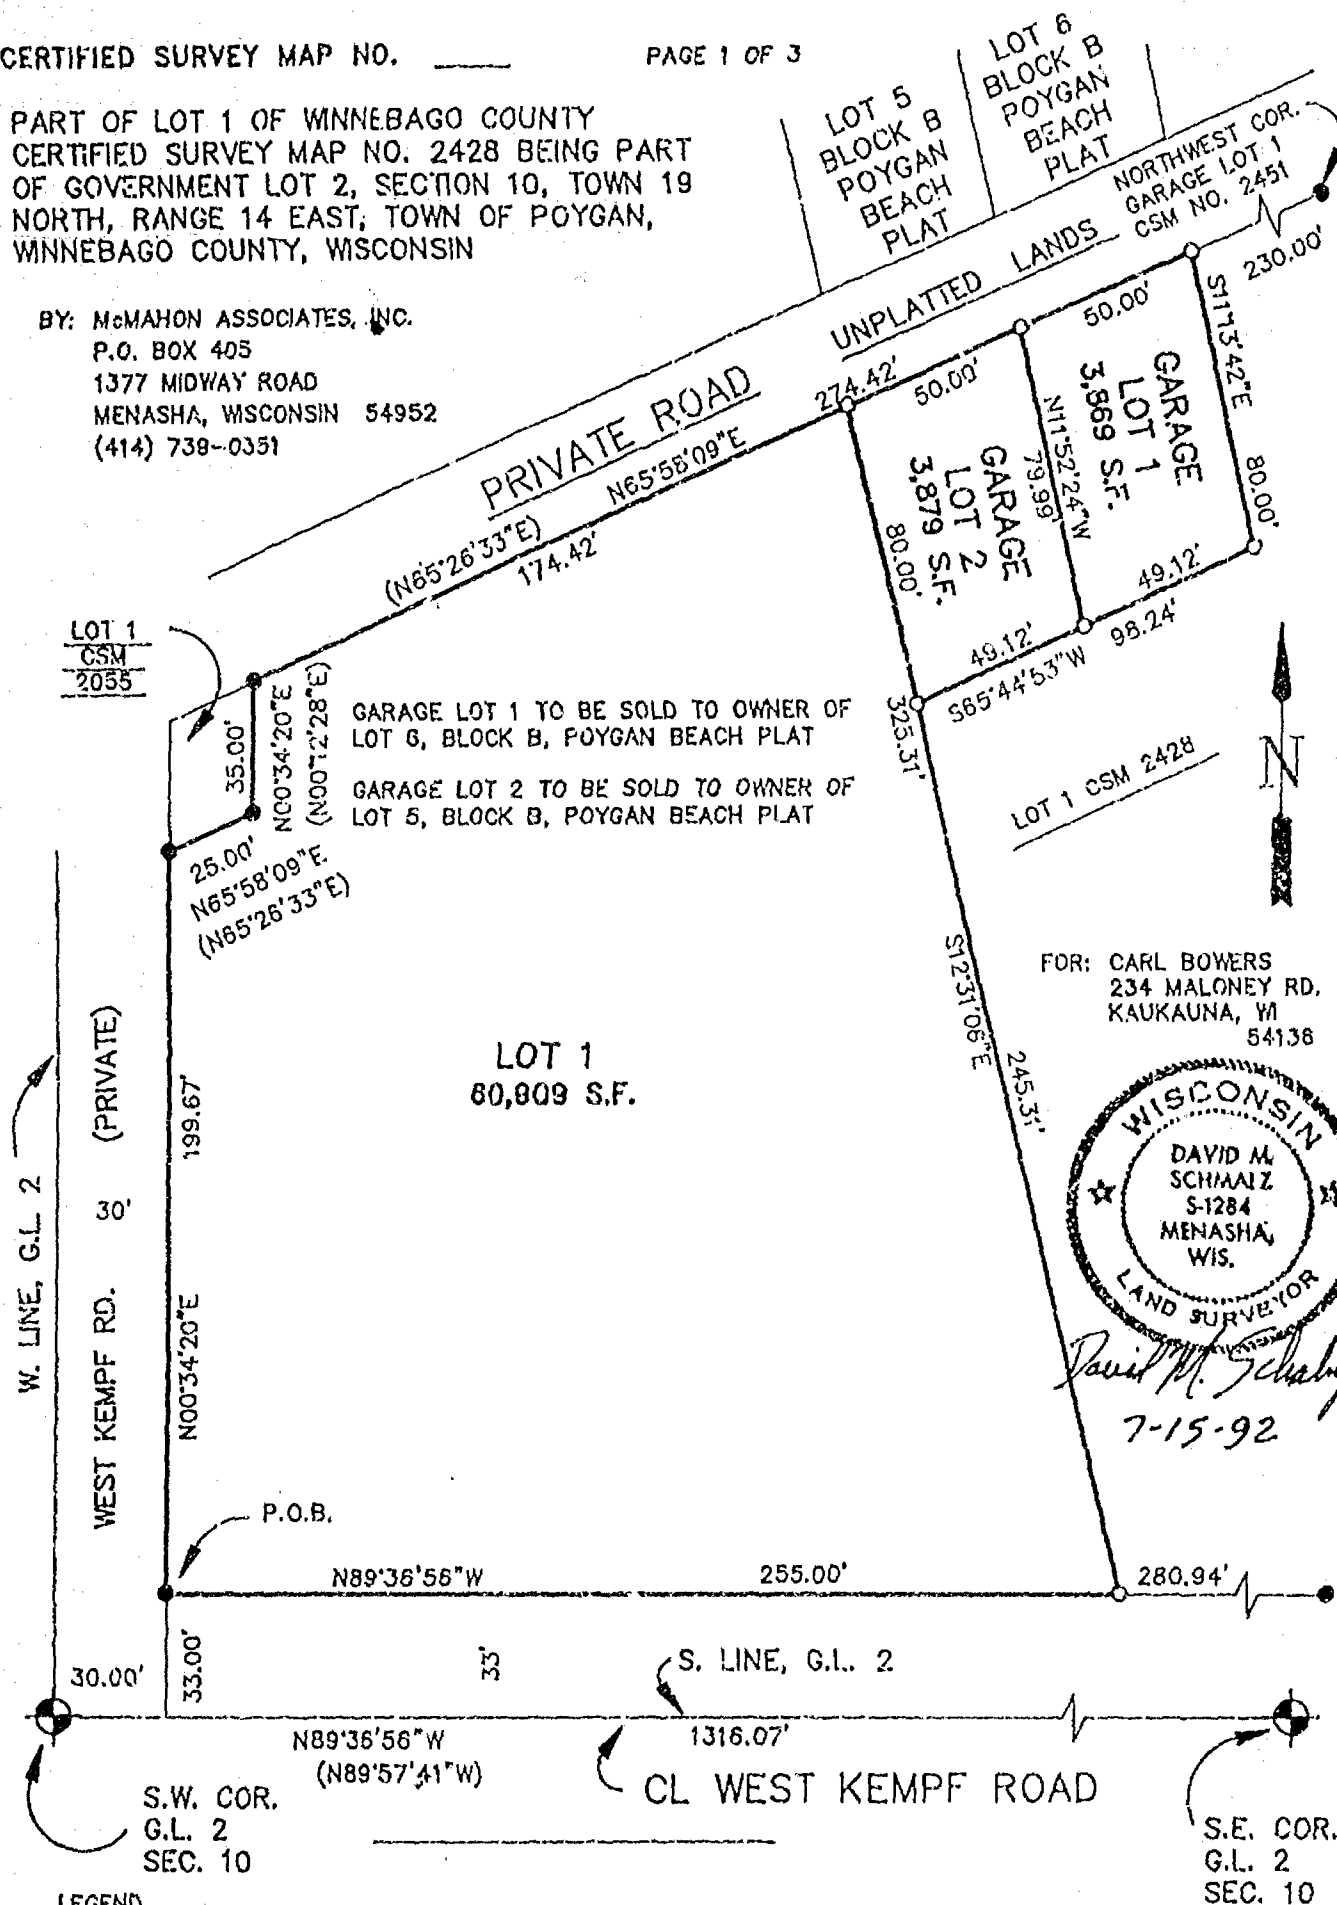 CERTIFIED SURVEY MAP NO. ____
PAGE 1 OF 3
PART OF LOT 1 OF WINNEBAGO COUNTY
CERTIFIED SURVEY MAP NO. 2428 BEING PART
OF GOVERNMENT LOT 2, SECTION 10, TOWN 19
NORTH, RANGE 14 EAST, TOWN OF POYGAN,
WINNEBAGO COUNTY, WISCONSIN
BY: McMAHON ASSOCIATES, INC.
P.O. BOX 405
1377 MIDWAY ROAD
MENASHA, WISCONSIN 54952
(414) 739-0351
LOT 5
BLOCK B
POYGAN
BEACH
PLAT
LOT 6
BLOCK B
POYGAN
BEACH
PLAT
NORTHWEST COR.
GARAGE LOT 1
CSM NO. 2451
UNPLATTED LANDS
230.00'
PRIVATE ROAD
274.42'
50.00'
50.00'
N65°58'09"E
(N65°26'33"E)
174.42'
S11°13'42"E
80.00'
GARAGE
LOT 1
3,869 S.F.
N11°52'24"W
79.99'
GARAGE
LOT 2
3,879 S.F.
80.00'
49.12'
49.12'
98.24'
S65°44'53"W
325.31'
LOT 1
CSM
2055
35.00'
N00°34'20"E
(N00°12'28"E)
GARAGE LOT 1 TO BE SOLD TO OWNER OF
LOT 6, BLOCK B, POYGAN BEACH PLAT
GARAGE LOT 2 TO BE SOLD TO OWNER OF
LOT 5, BLOCK B, POYGAN BEACH PLAT
25.00'
N65°58'09"E
(N65°26'33"E)
LOT 1 CSM 2428
N
FOR: CARL BOWERS
234 MALONEY RD.
KAUKAUNA, WI
54136
S12°31'06"E
245.31'
LOT 1
60,809 S.F.
W. LINE, G.L. 2
WEST KEMPF RD. 30' (PRIVATE)
199.67'
N00°34'20"E
WISCONSIN
DAVID M.
SCHMALZ
S-1284
MENASHA,
WIS.
LAND SURVEYOR
David M. Schmalz
7-15-92
P.O.B.
N89°36'56"W
255.00'
280.94'
30.00'
33.00'
33'
S. LINE, G.L. 2
N89°36'56"W
(N89°57'41"W)
1316.07'
CL WEST KEMPF ROAD
S.W. COR.
G.L. 2
SEC. 10
S.E. COR.
G.L. 2
SEC. 10
LEGEND